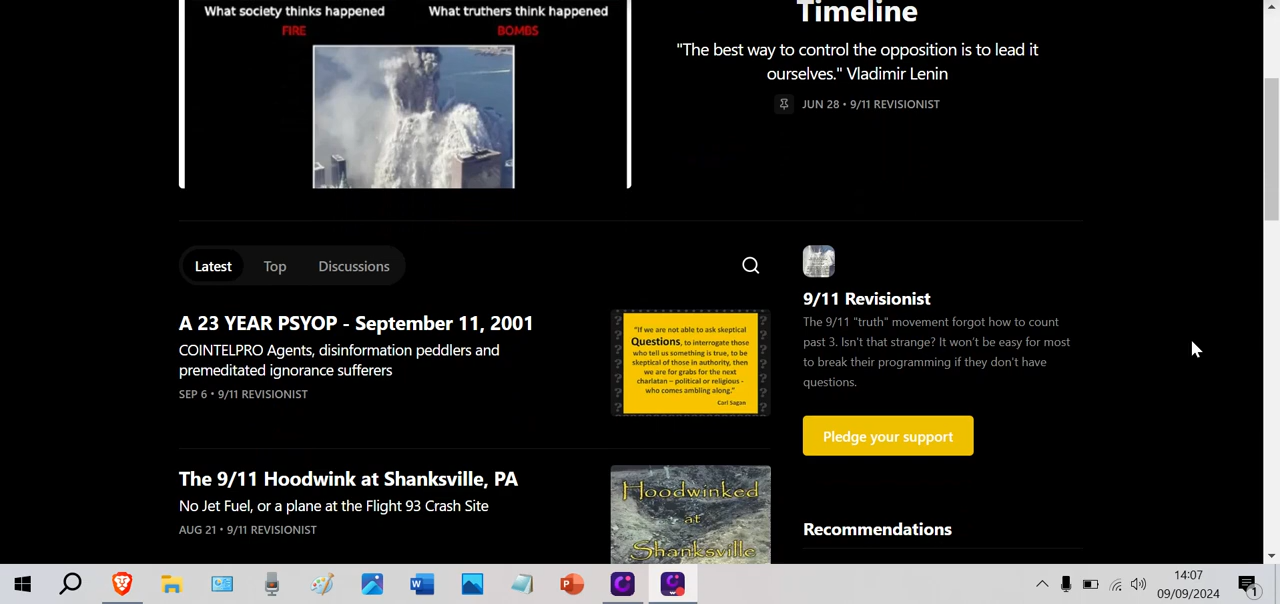 What society thinks happened
What truthers think happened
FIRE
BOMBS
Timeline
"The best way to control the opposition is to lead it
ourselves." Vladimir Lenin
JUN 28 • 9/11 REVISIONIST
Latest
Top
Discussions
A 23 YEAR PSYOP - September 11, 2001
COINTELPRO Agents, disinformation peddlers and
premeditated ignorance sufferers
SEP 6 • 9/11 REVISIONIST
"If we are not able to ask skeptical
Questions, to interrogate those
who tell us something is true, to be
skeptical of those in authority, then
we are for grabs for the next
charlatan – political or religious -
who comes ambling along."
Carl Sagan
The 9/11 Hoodwink at Shanksville, PA
No Jet Fuel, or a plane at the Flight 93 Crash Site
AUG 21 • 9/11 REVISIONIST
Hoodwinked
at
Shanksville
9/11 Revisionist
The 9/11 "truth" movement forgot how to count
past 3. Isn't that strange? It won't be easy for most
to break their programming if they don't have
questions.
Pledge your support
Recommendations
14:07
09/09/2024
1